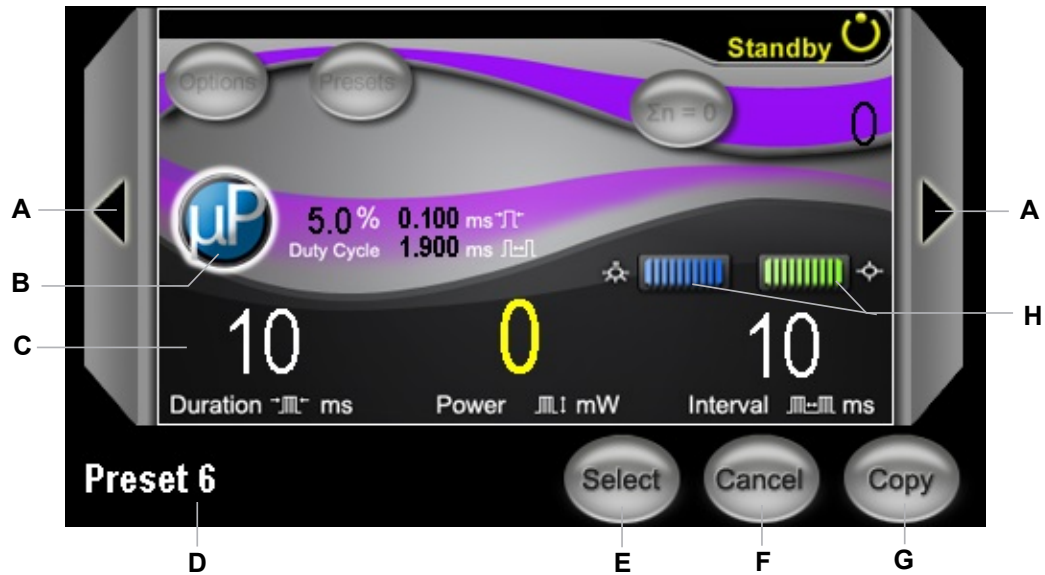 Standby
Options Presets Σn = 0 0
A A
µP 5.0 % 0.100 ms
Duty Cycle 1.900 ms
B
H
C 10 0 10
Duration ms Power mW Interval ms
Preset 6 Select Cancel Copy
D E F G